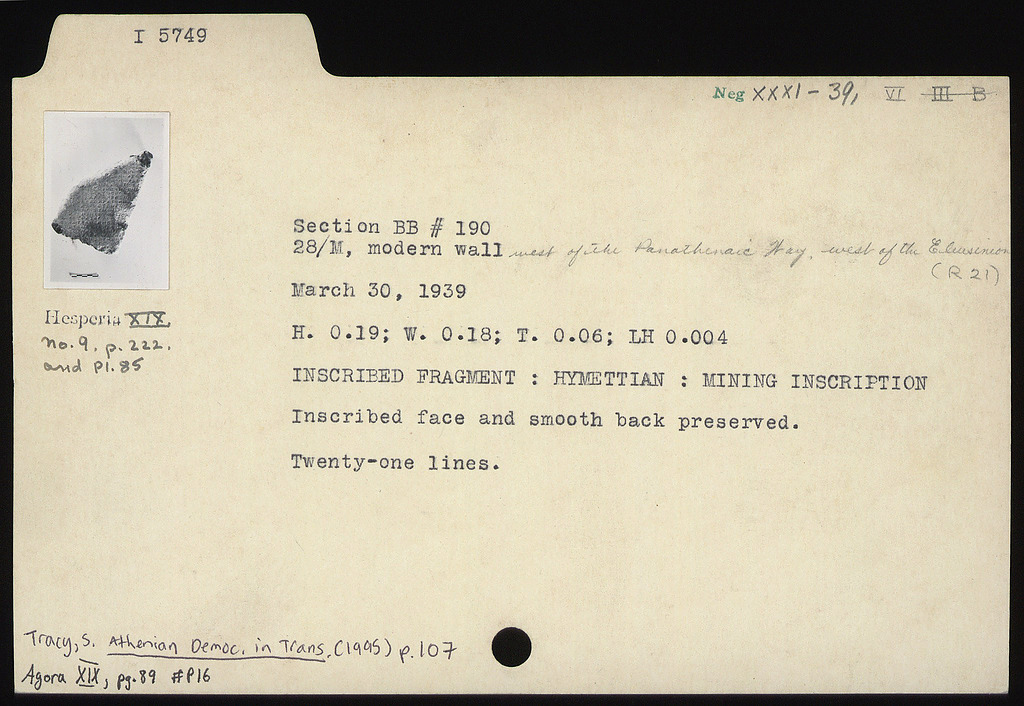 I 5749
Neg XXXI - 39, VI III B
Section BB # 190
28/M, modern wall west of the Panathenaic Way, west of the Eleusinion
(R 21)
March 30, 1939
H. 0.19; W. 0.18; T. 0.06; LH 0.004
INSCRIBED FRAGMENT : HYMETTIAN : MINING INSCRIPTION
Inscribed face and smooth back preserved.
Twenty-one lines.
Hesperia XIX,
no. 9, p. 222,
and pl. 85
Tracy, S. Athenian Democ. in Trans. (1995) p.107
Agora XIX, pg. 89 #P16